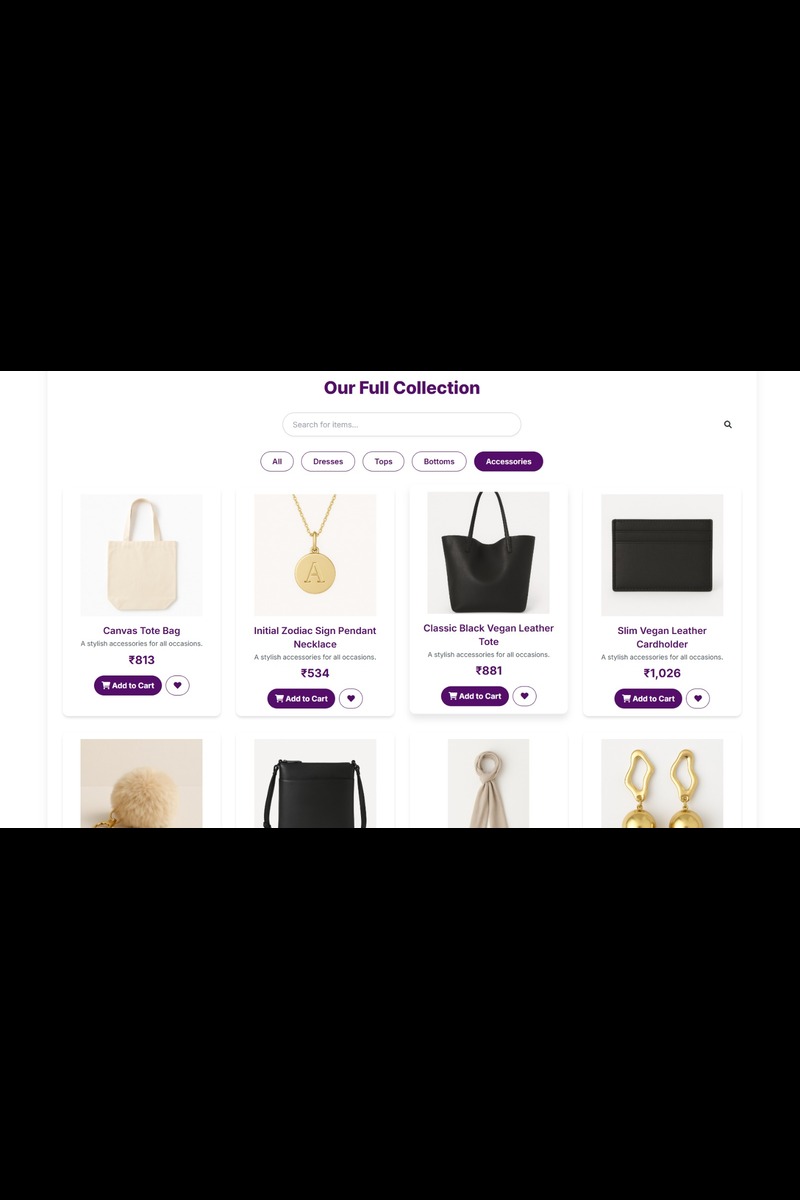 Our Full Collection
Search for items...
All
Dresses
Tops
Bottoms
Accessories
A
Canvas Tote Bag
A stylish accessories for all occasions.
₹813
Add to Cart
Initial Zodiac Sign Pendant
Necklace
A stylish accessories for all occasions.
₹534
Add to Cart
Classic Black Vegan Leather
Tote
A stylish accessories for all occasions.
₹881
Add to Cart
Slim Vegan Leather
Cardholder
A stylish accessories for all occasions.
₹1,026
Add to Cart